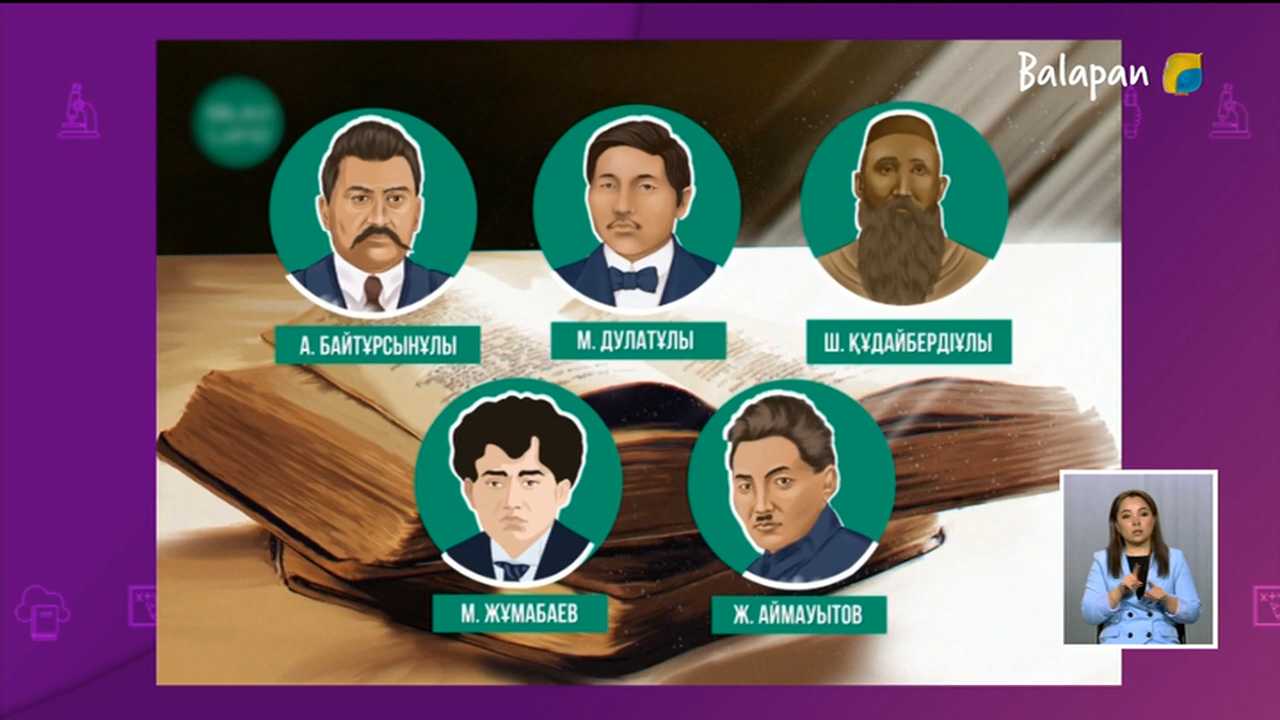 Balapan
А. БАЙТҰРСЫНҰЛЫ
М. ДУЛАТҰЛЫ
Ш. ҚҰДАЙБЕРДІҰЛЫ
М. ЖҰМАБАЕВ
Ж. АЙМАУЫТОВ